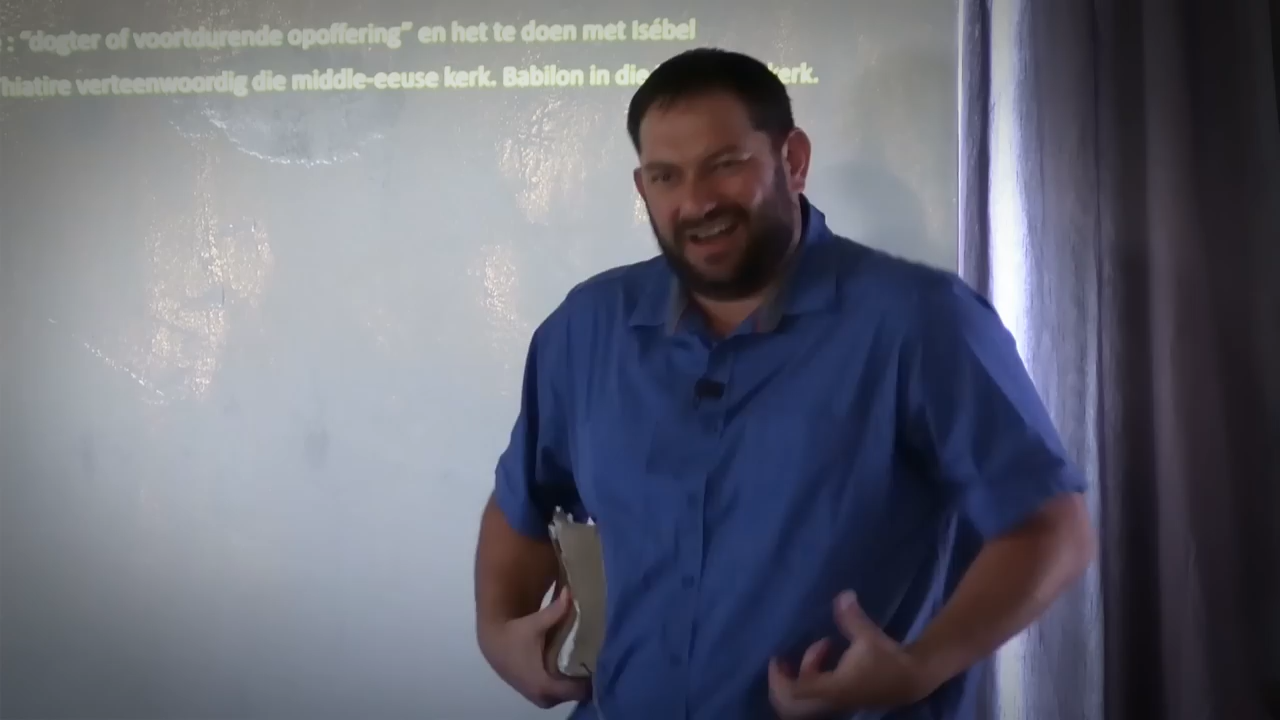 : “dogter of voortdurende opoffering” en het te doen met Isébel
hiatire verteenwoordig die middle-eeuse kerk. Babilon in die kerk.